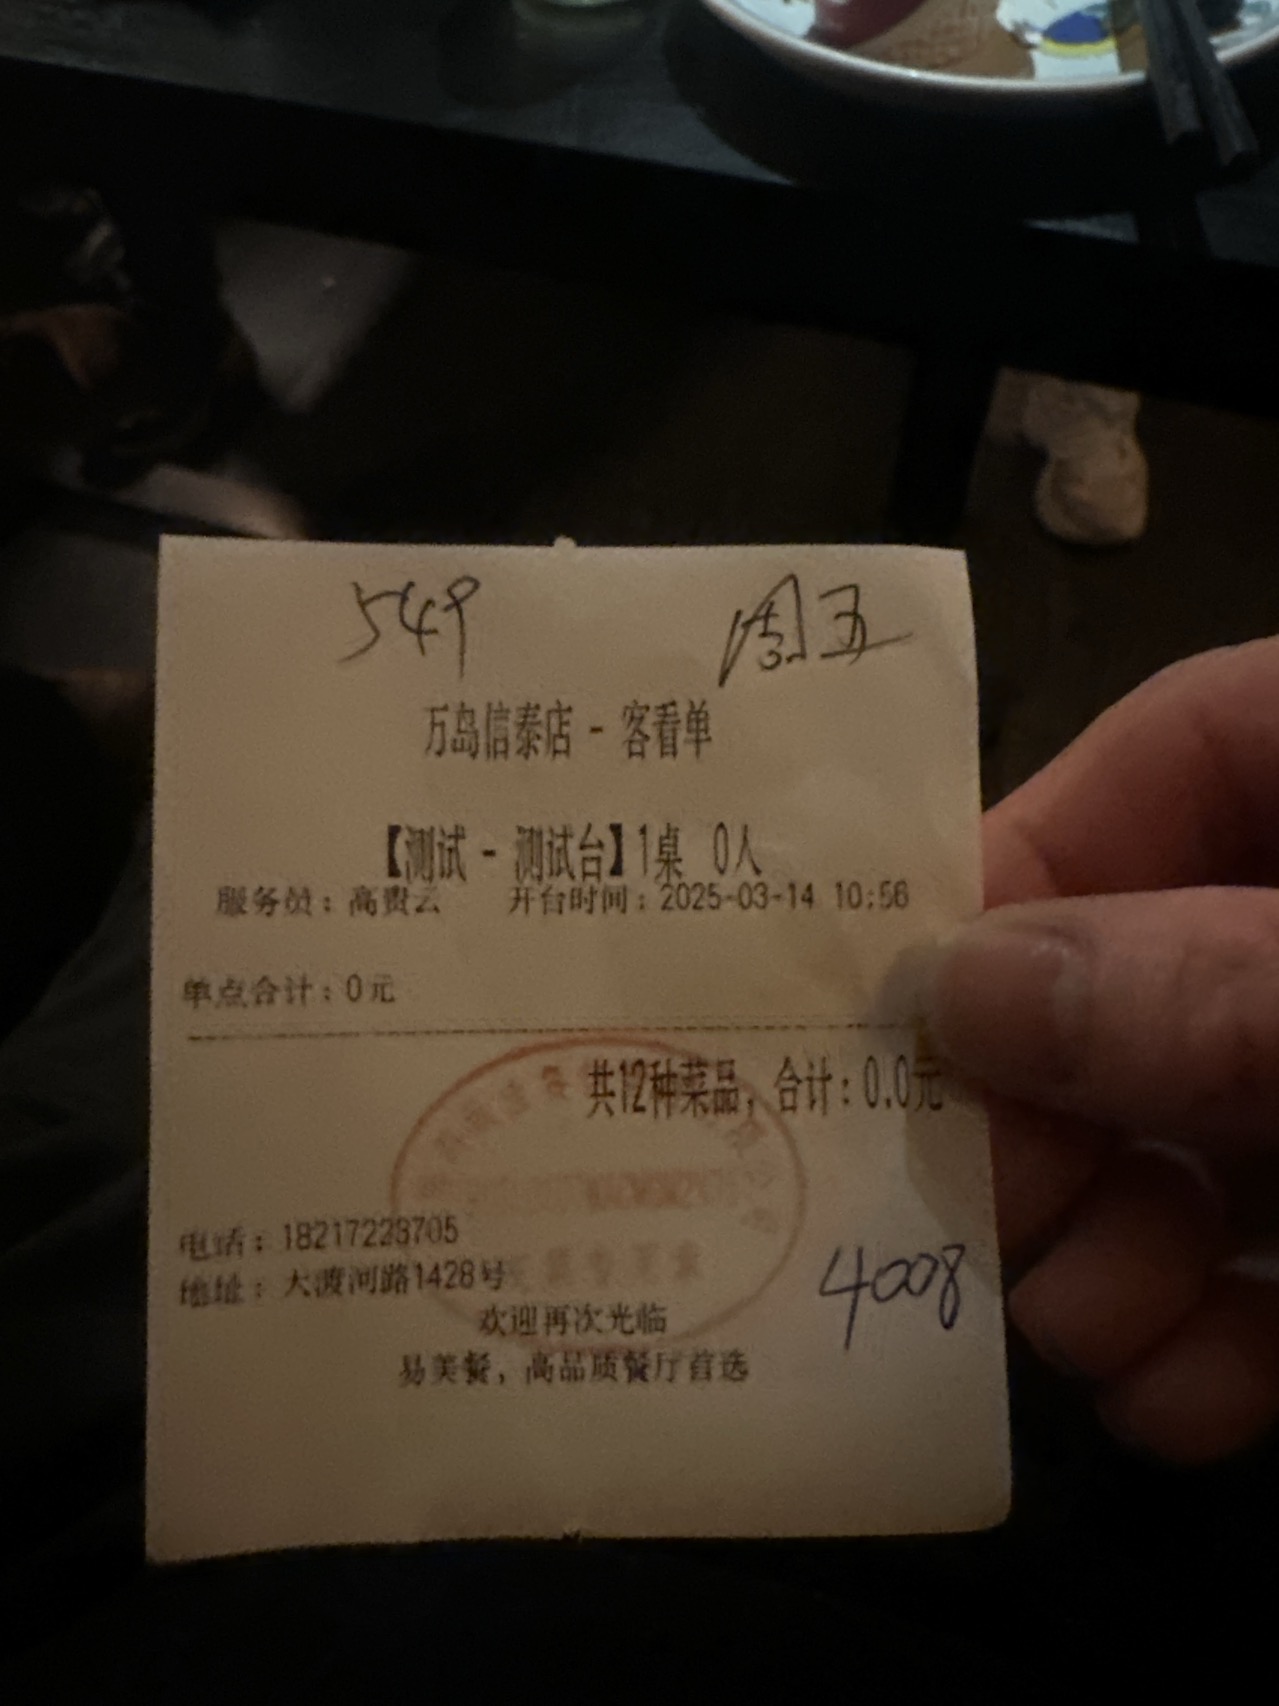 549 周五
万岛信泰店 - 客看单
【测试 - 测试台】1桌 0人
服务员：高贵云 开台时间：2025-03-14 10:56
单点合计：0元
共12种菜品，合计：0.0元
电话：18217223705
地址：大渡河路1428号
4008
欢迎再次光临
易美餐，高品质餐厅首选